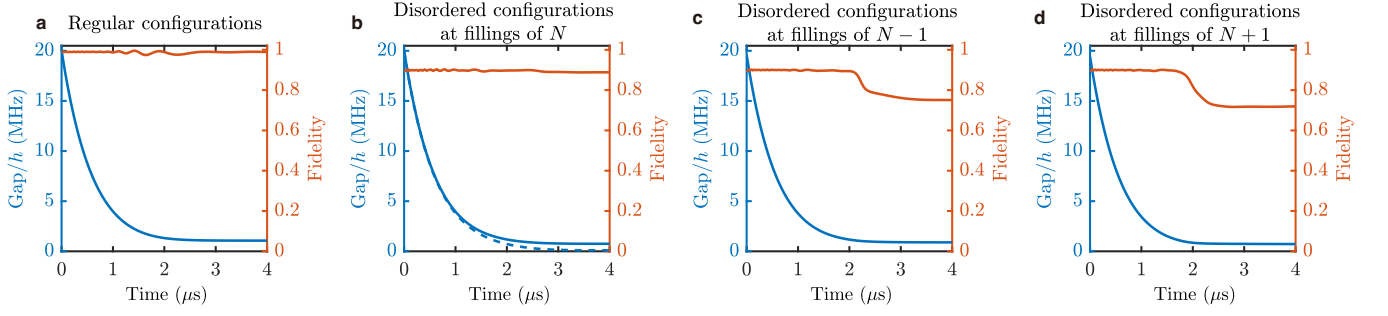 a Regular configurations
Gap/h (MHz)
20
15
10
5
0
0 1 2 3 4
Time (μs)
1
0.8
0.6
0.4
0.2
0
Fidelity
b Disordered configurations
at fillings of N
Gap/h (MHz)
20
15
10
5
0
0 1 2 3 4
Time (μs)
1
0.8
0.6
0.4
0.2
0
Fidelity
c Disordered configurations
at fillings of N − 1
Gap/h (MHz)
20
15
10
5
0
0 1 2 3 4
Time (μs)
1
0.8
0.6
0.4
0.2
0
Fidelity
d Disordered configurations
at fillings of N + 1
Gap/h (MHz)
20
15
10
5
0
0 1 2 3 4
Time (μs)
1
0.8
0.6
0.4
0.2
0
Fidelity